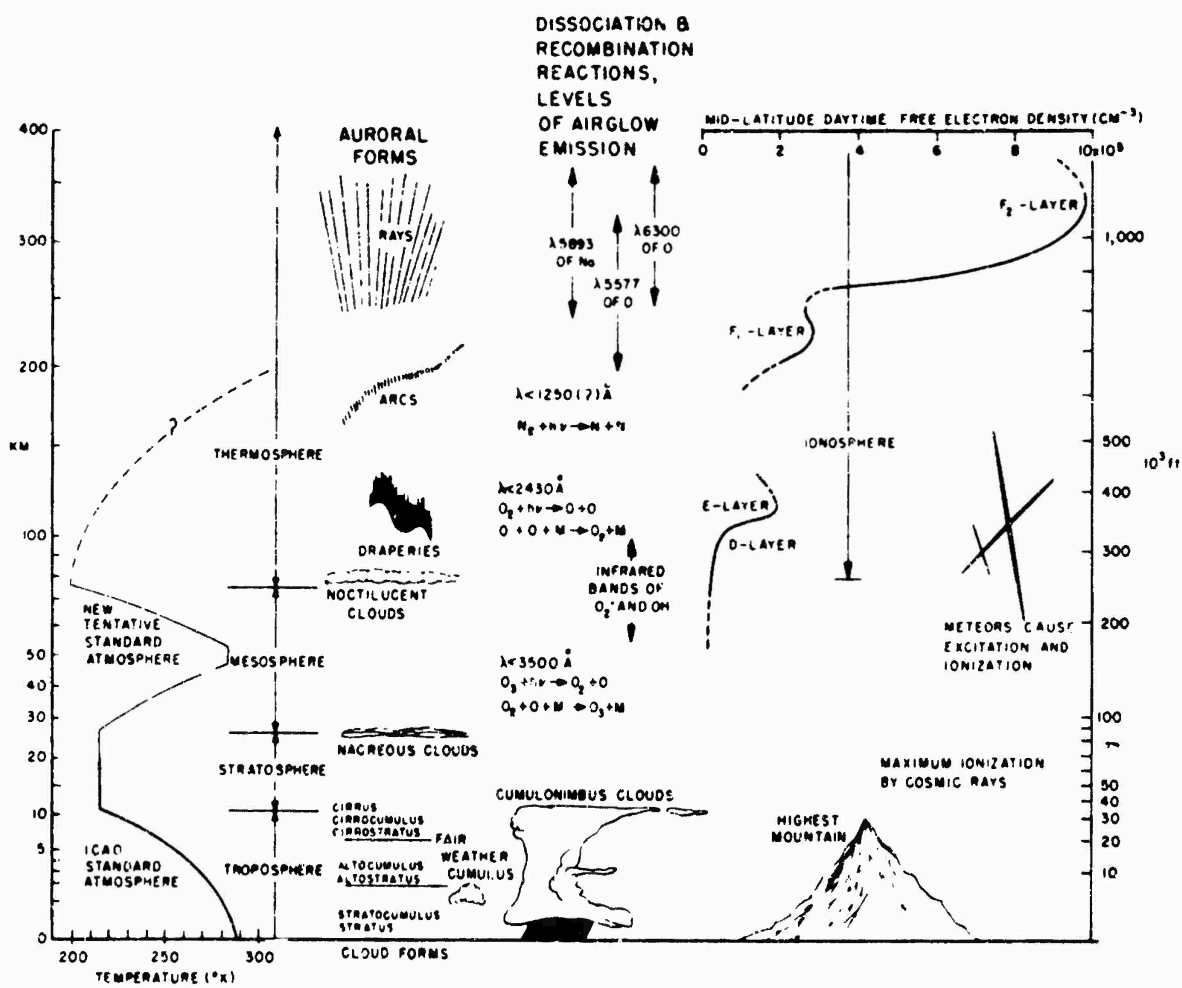 DISSOCIATION &
RECOMBINATION
REACTIONS,
LEVELS
OF AIRGLOW
EMISSION
AURORAL
FORMS
MID-LATITUDE DAYTIME FREE ELECTRON DENSITY (CM⁻³)
0 2 4 6 8 10x10⁵
400
300
200
KM
100
50
40
30
20
10
5
0
RAYS
λ5893
OF Na
λ5577
OF O
λ6300
OF O
F₂-LAYER
1,000
F₁-LAYER
ARCS
λ<1250(?)Å
N₂+hν→N+N
?
THERMOSPHERE
IONOSPHERE
500
10³ ft
400
300
200
100
50
40
30
20
10
λ<2430 Å
O₂+hν→O+O
O+O+M→O₂+M
E-LAYER
D-LAYER
DRAPERIES
NOCTILUCENT
CLOUDS
INFRARED
BANDS OF
O₂ AND OH
NEW
TENTATIVE
STANDARD
ATMOSPHERE
MESOSPHERE
λ<3500 Å
O₃+hν→O₂+O
O₂+O+M→O₃+M
METEORS CAUSE
EXCITATION AND
IONIZATION
NACREOUS CLOUDS
STRATOSPHERE
MAXIMUM IONIZATION
BY COSMIC RAYS
CUMULONIMBUS CLOUDS
CIRRUS
CIRROCUMULUS
CIRROSTRATUS
FAIR
WEATHER
CUMULUS
HIGHEST
MOUNTAIN
ICAO
STANDARD
ATMOSPHERE
TROPOSPHERE
ALTOCUMULUS
ALTOSTRATUS
STRATOCUMULUS
STRATUS
CLOUD FORMS
200 250 300
TEMPERATURE (°K)